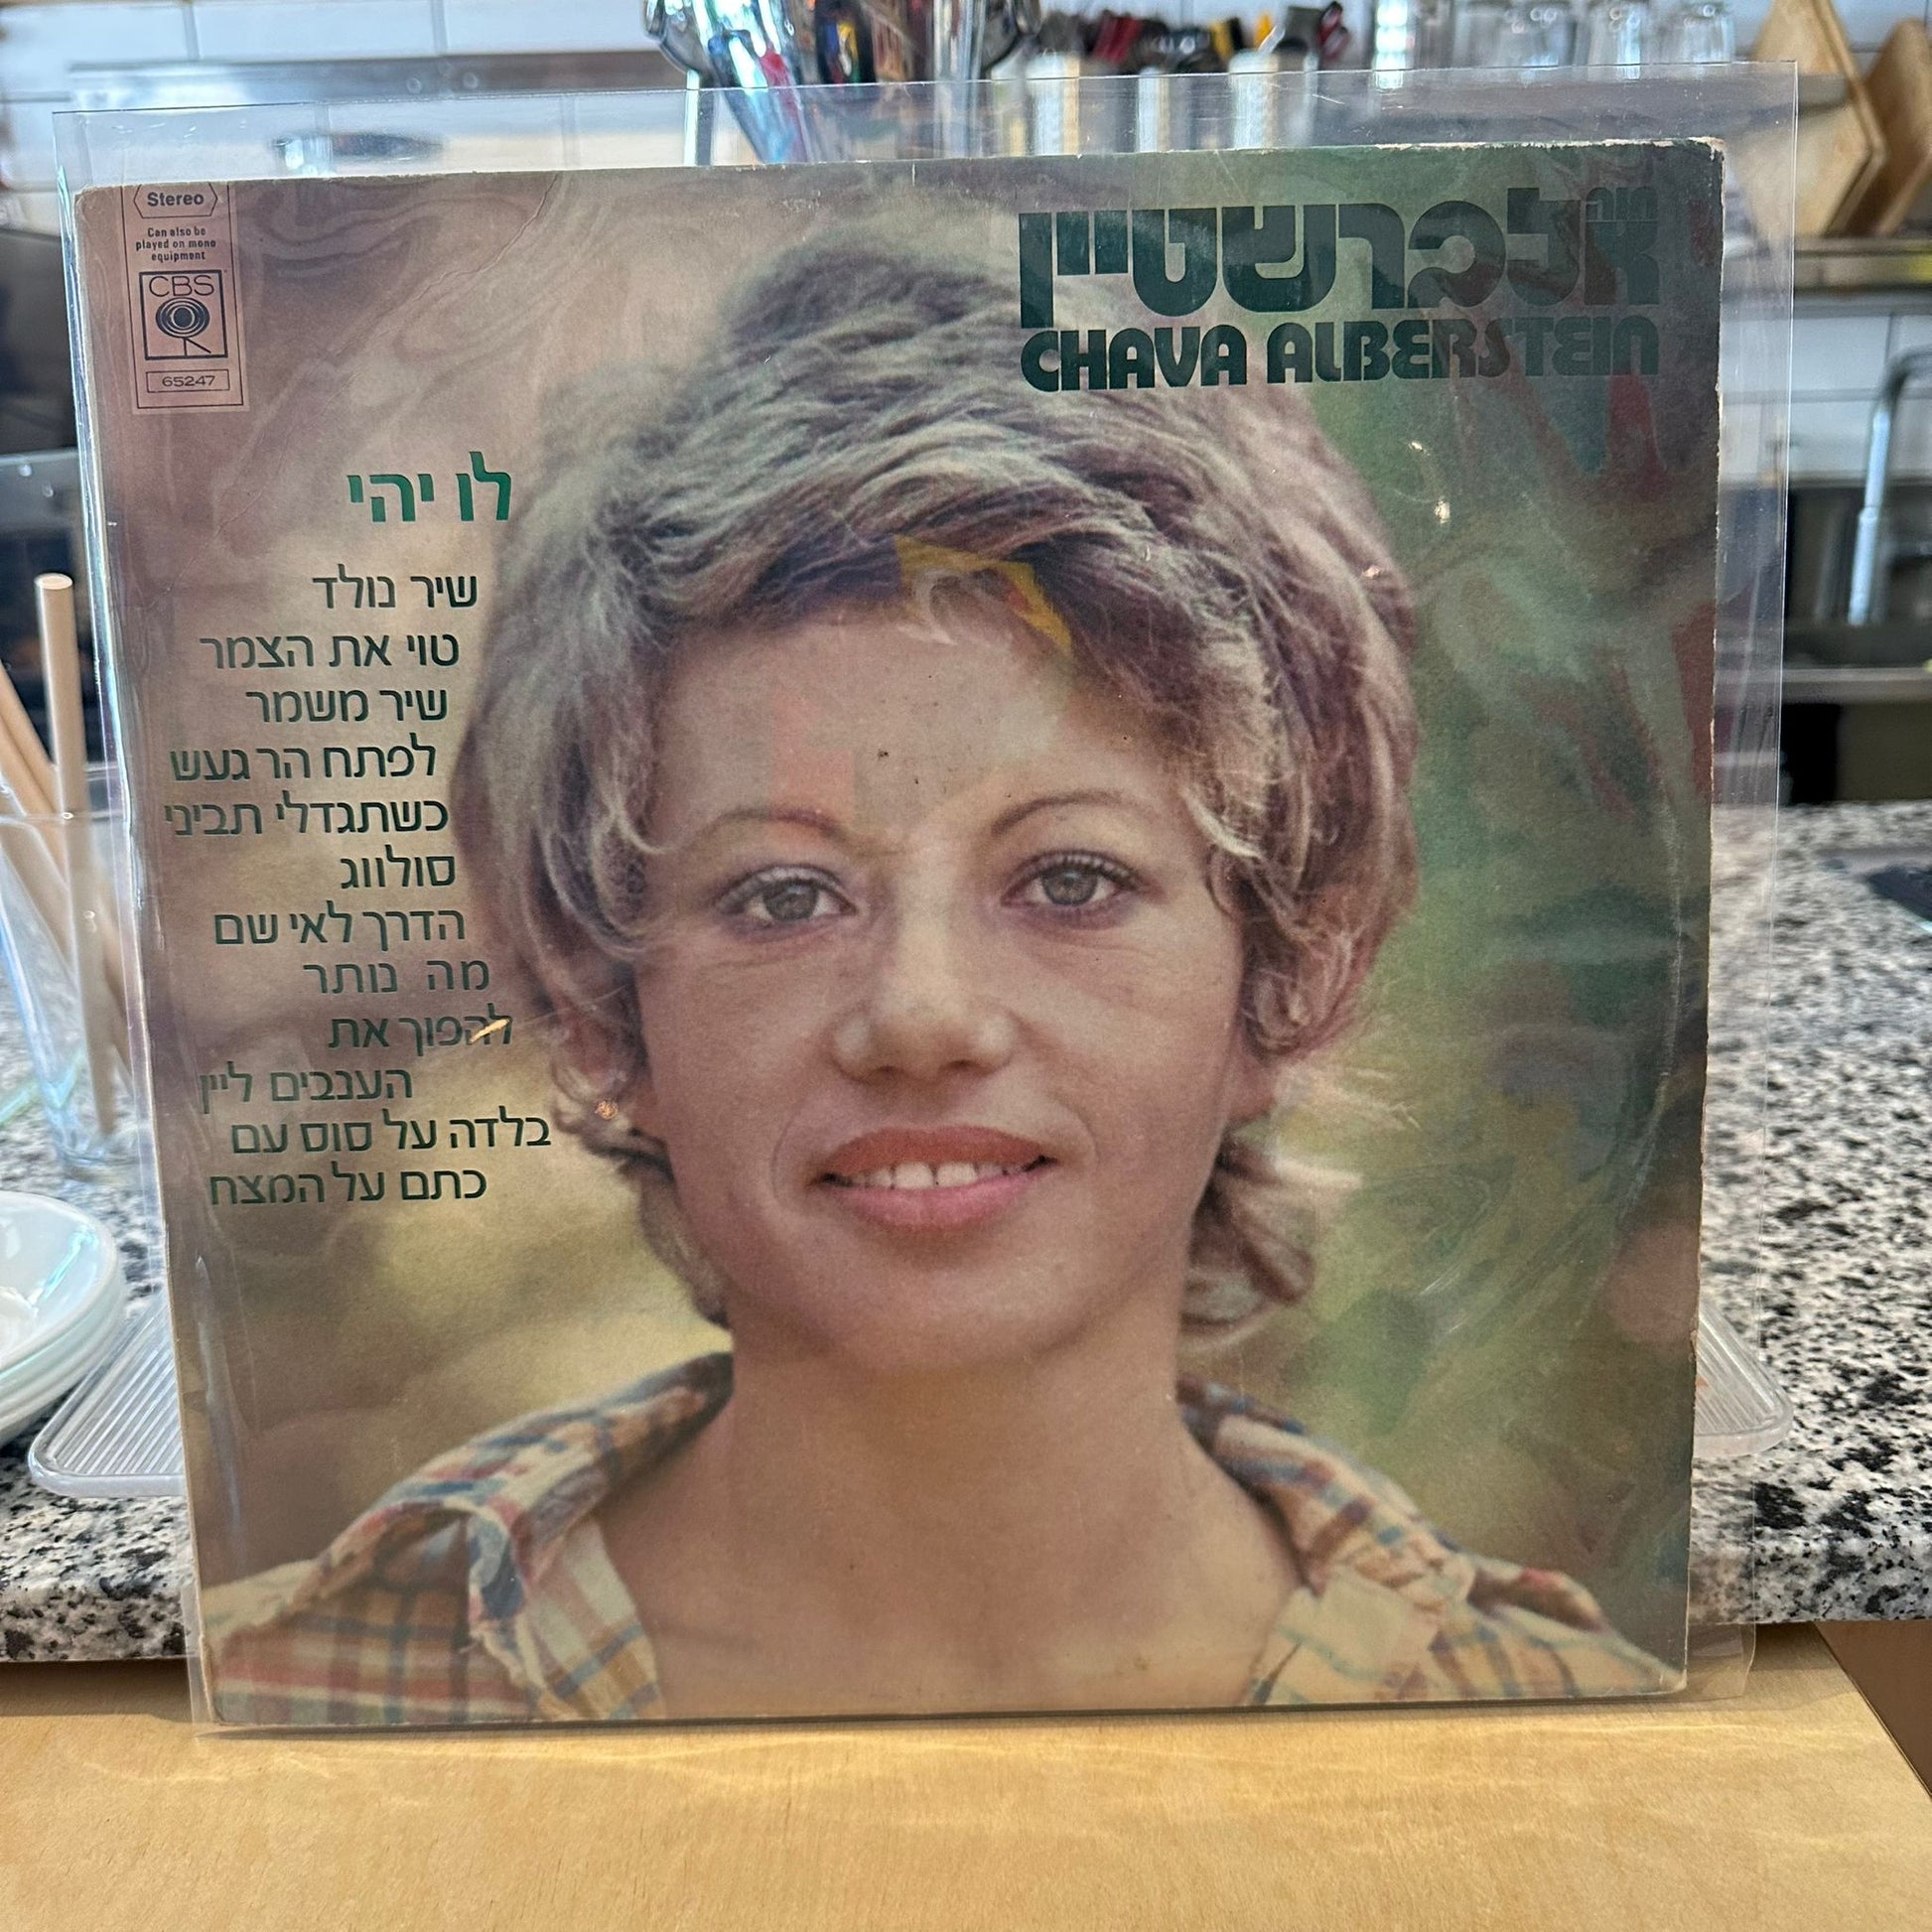 Stereo
Can also be
played on mono
equipment
CBS
65247
חוה
אלברשטיין
CHAVA ALBERSTEIN
לו יהי
שיר נולד
טוי את הצמר
שיר משמר
לפתח הר געש
כשתגדלי תביני
סולווג
הדרך לאי שם
מה נותר
להפוך את
הענבים ליין
בלדה על סוס עם
כתם על המצח